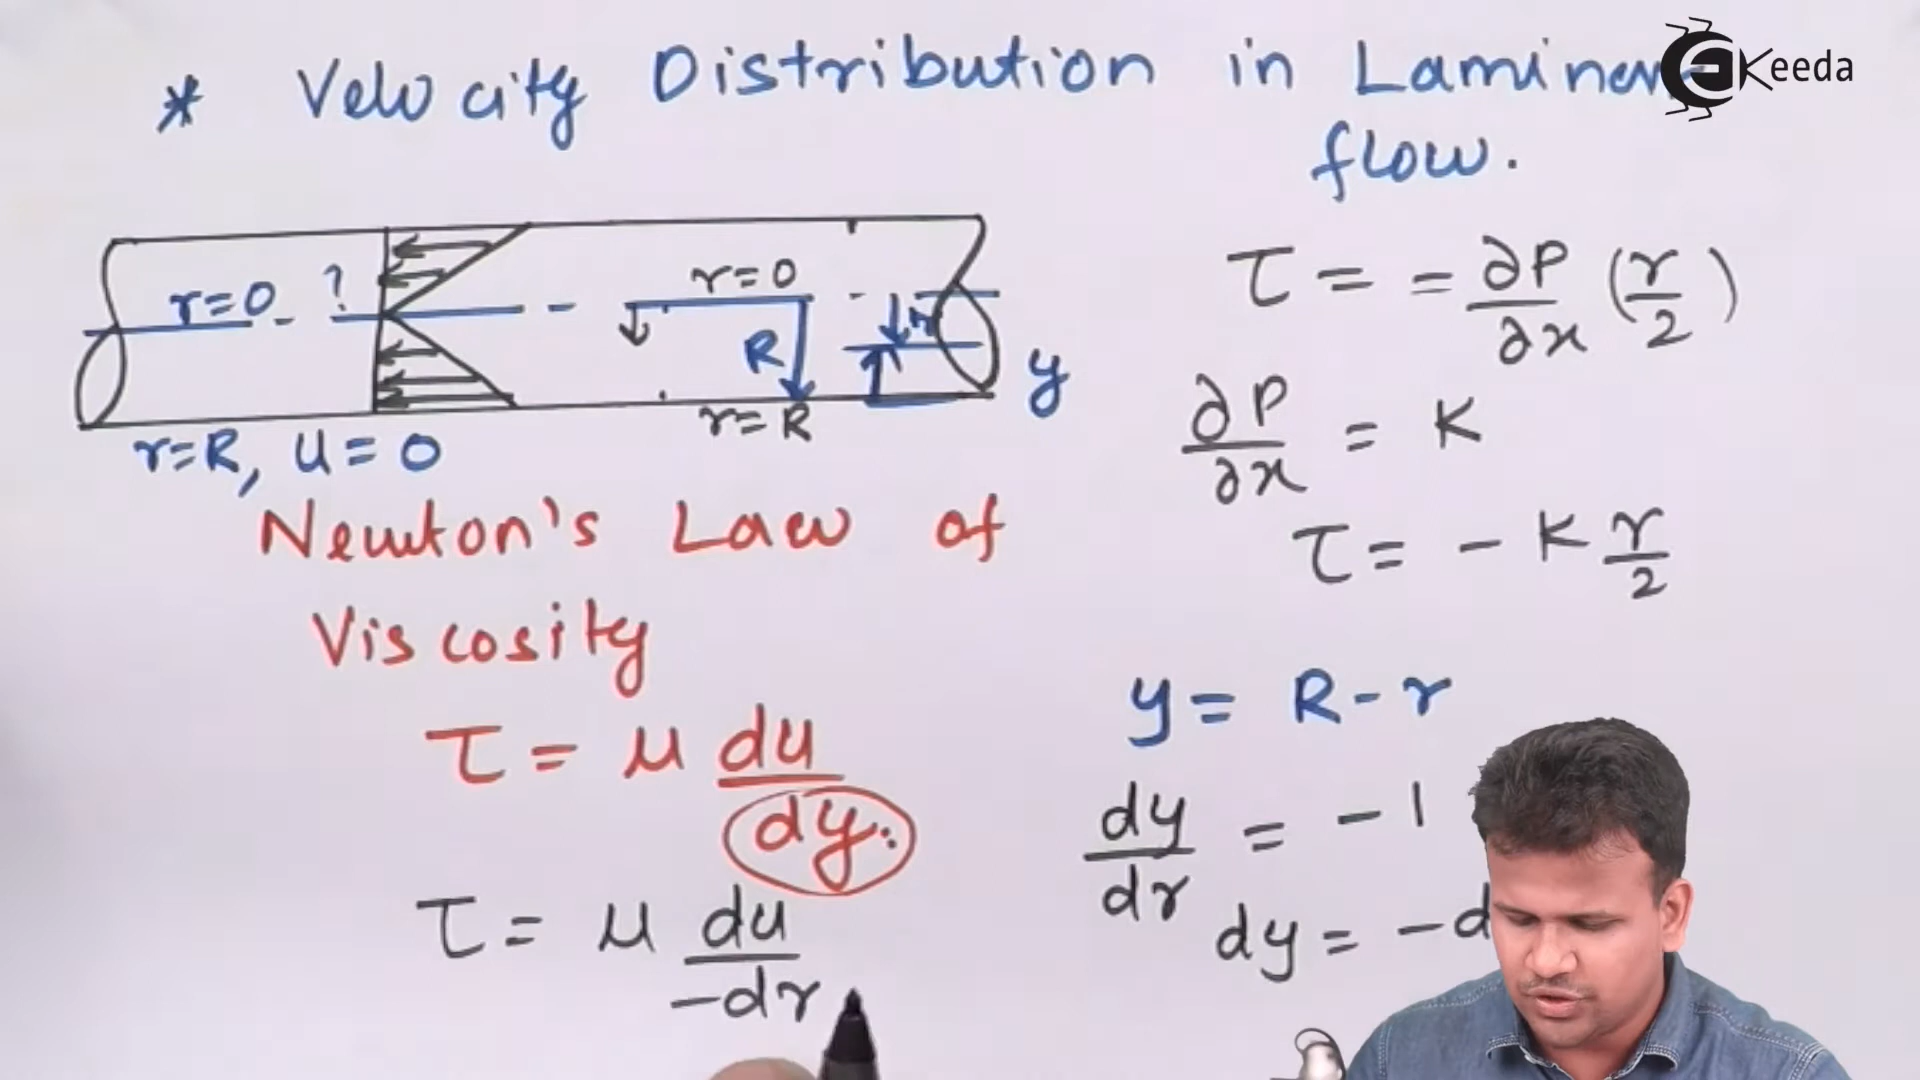 * Velocity Distribution in Laminar
flow.
eKeeda
r=0
?
r=0
r
R
y
r=R
r=R, u=0
τ = -∂P/∂x (r/2)
∂P/∂x = K
τ = - K r/2
Newton's Law of
Viscosity
τ = μ du/dy
τ = μ du/-dr
y = R-r
dy/dr = -1
dy = -d